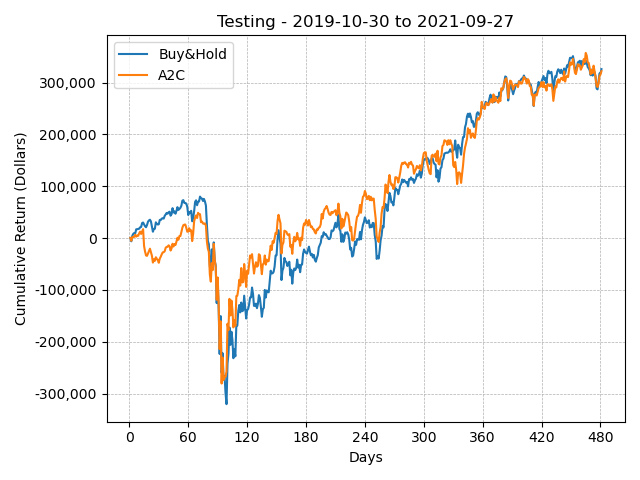 Testing - 2019-10-30 to 2021-09-27
Buy&Hold
A2C
Cumulative Return (Dollars)
300,000
200,000
100,000
0
-100,000
-200,000
-300,000
0 60 120 180 240 300 360 420 480
Days